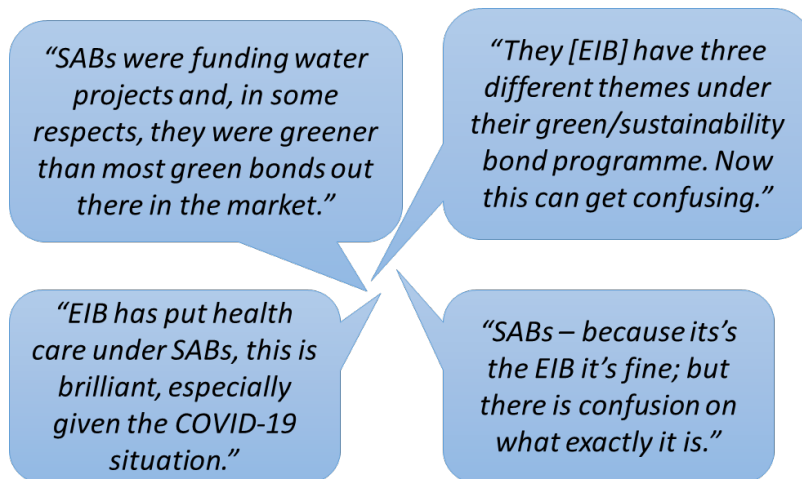 “SABs were funding water
projects and, in some
respects, they were greener
than most green bonds out
there in the market.”
“They [EIB] have three
different themes under
their green/sustainability
bond programme. Now
this can get confusing.”
“EIB has put health
care under SABs, this is
brilliant, especially
given the COVID-19
situation.”
“SABs – because its’s
the EIB it’s fine; but
there is confusion on
what exactly it is.”